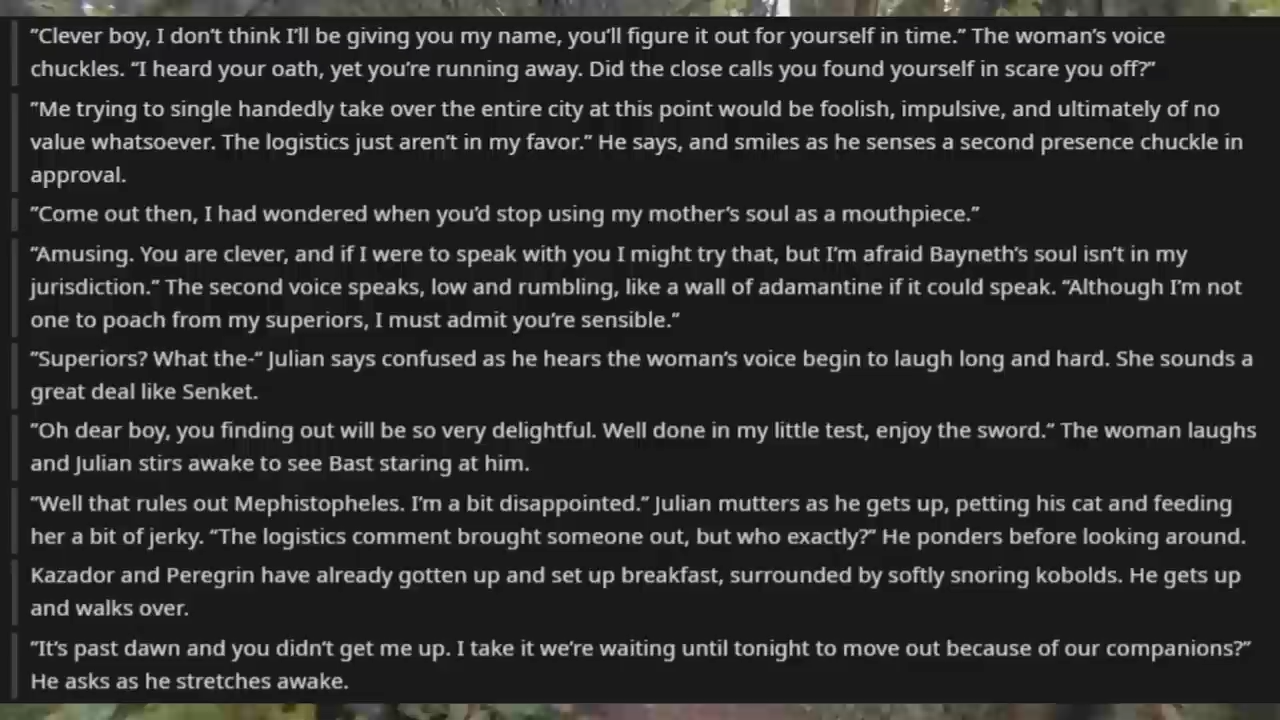 ”Clever boy, I don’t think I’ll be giving you my name, you’ll figure it out for yourself in time.” The woman’s voice
chuckles. “I heard your oath, yet you’re running away. Did the close calls you found yourself in scare you off?”
”Me trying to single handedly take over the entire city at this point would be foolish, impulsive, and ultimately of no
value whatsoever. The logistics just aren’t in my favor.” He says, and smiles as he senses a second presence chuckle in
approval.
”Come out then, I had wondered when you’d stop using my mother’s soul as a mouthpiece.”
“Amusing. You are clever, and if I were to speak with you I might try that, but I’m afraid Bayneth’s soul isn’t in my
jurisdiction.” The second voice speaks, low and rumbling, like a wall of adamantine if it could speak. “Although I’m not
one to poach from my superiors, I must admit you’re sensible.”
”Superiors? What the-“ Julian says confused as he hears the woman’s voice begin to laugh long and hard. She sounds a
great deal like Senket.
”Oh dear boy, you finding out will be so very delightful. Well done in my little test, enjoy the sword.” The woman laughs
and Julian stirs awake to see Bast staring at him.
“Well that rules out Mephistopheles. I’m a bit disappointed.” Julian mutters as he gets up, petting his cat and feeding
her a bit of jerky. “The logistics comment brought someone out, but who exactly?” He ponders before looking around.
Kazador and Peregrin have already gotten up and set up breakfast, surrounded by softly snoring kobolds. He gets up
and walks over.
”It’s past dawn and you didn’t get me up. I take it we’re waiting until tonight to move out because of our companions?”
He asks as he stretches awake.